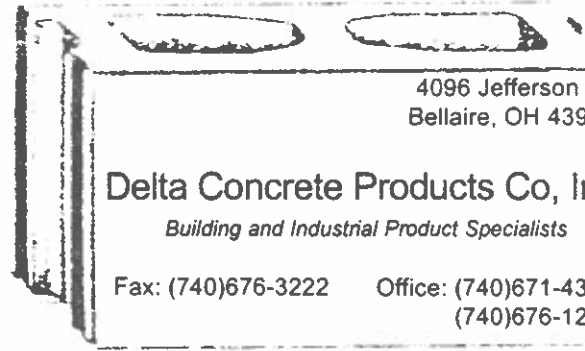 4096 Jefferson
Bellaire, OH 439
Delta Concrete Products Co,
Building and Industrial Product Specialists
Fax: (740)676-3222 Office: (740)671-43
(740)676-12